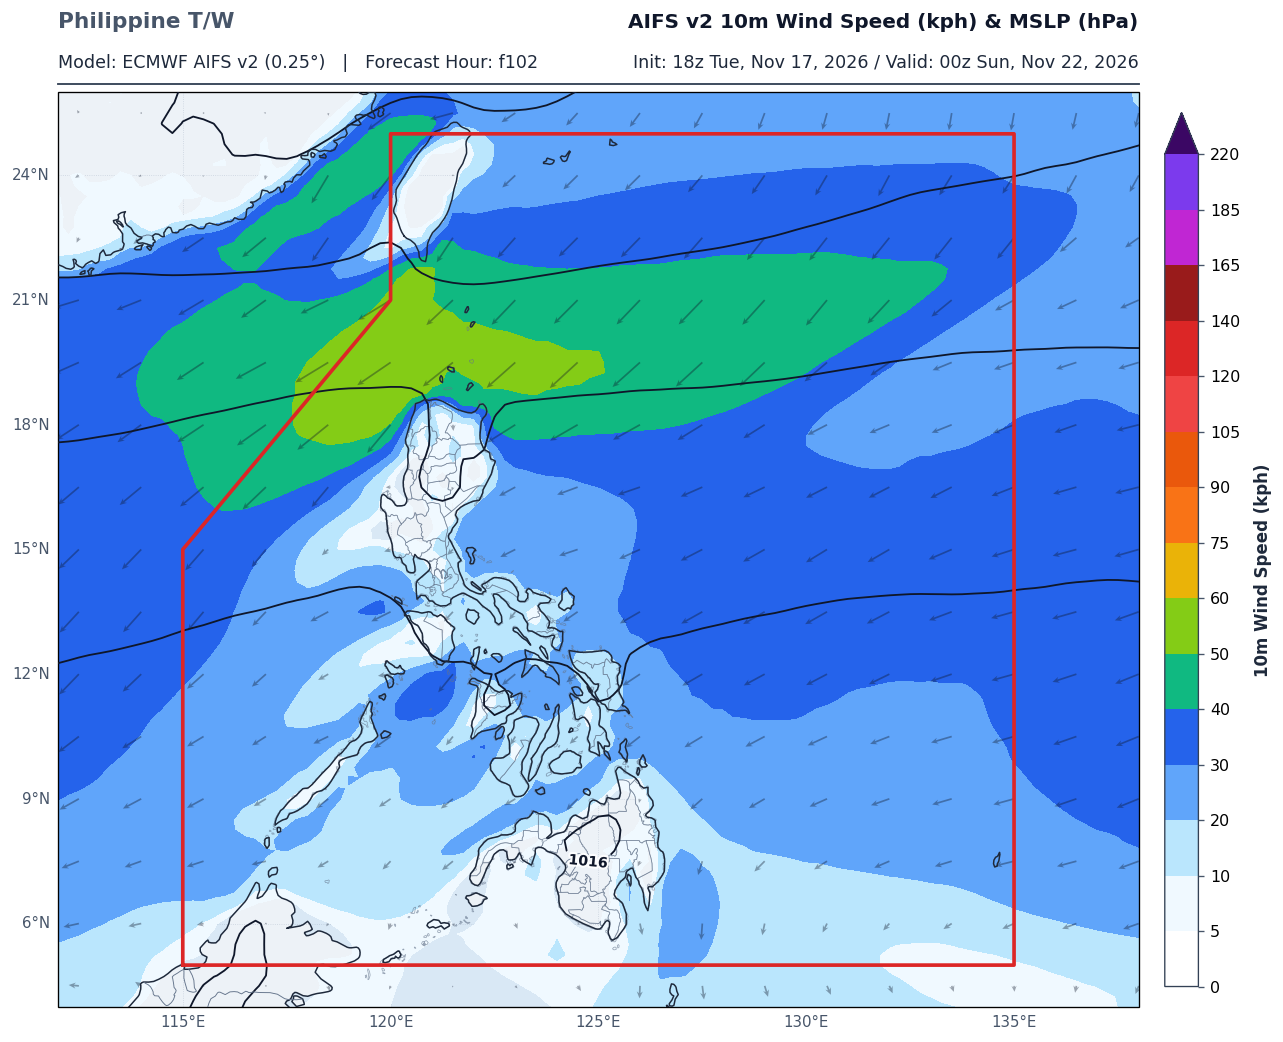 Philippine T/W
AIFS v2 10m Wind Speed (kph) & MSLP (hPa)
Model: ECMWF AIFS v2 (0.25°) | Forecast Hour: f102
Init: 18z Tue, Nov 17, 2026 / Valid: 00z Sun, Nov 22, 2026
24°N
21°N
18°N
15°N
12°N
9°N
6°N
1016
115°E
120°E
125°E
130°E
135°E
220
185
165
140
120
105
90
75
60
50
40
30
20
10
5
0
10m Wind Speed (kph)